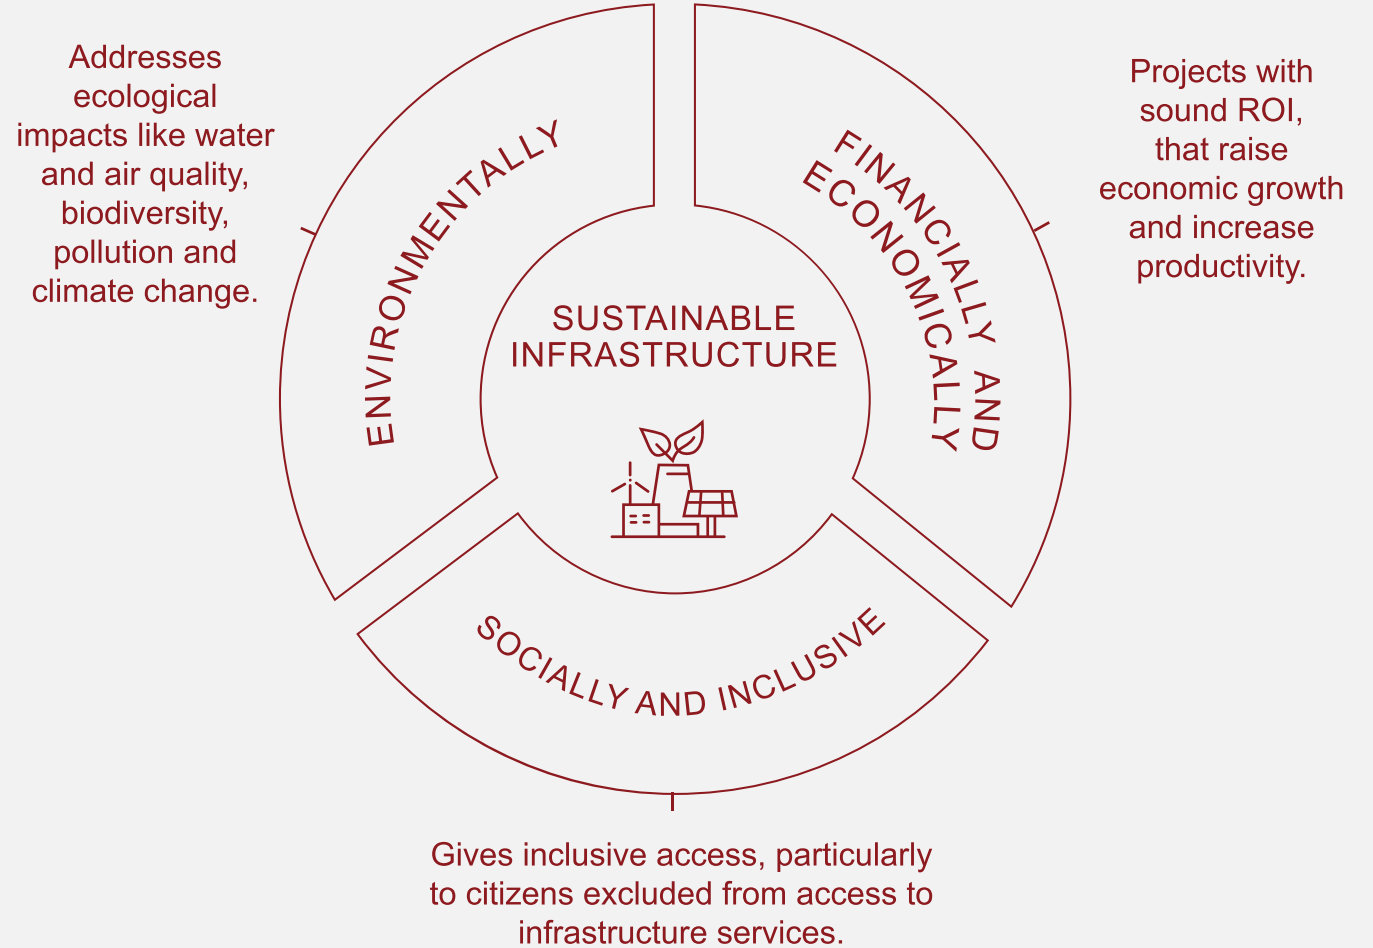 Addresses
ecological
impacts like water
and air quality,
biodiversity,
pollution and
climate change.
ENVIRONMENTALLY
FINANCIALLY AND
ECONOMICALLY
Projects with
sound ROI,
that raise
economic growth
and increase
productivity.
SUSTAINABLE
INFRASTRUCTURE
SOCIALLY AND INCLUSIVE
Gives inclusive access, particularly
to citizens excluded from access to
infrastructure services.